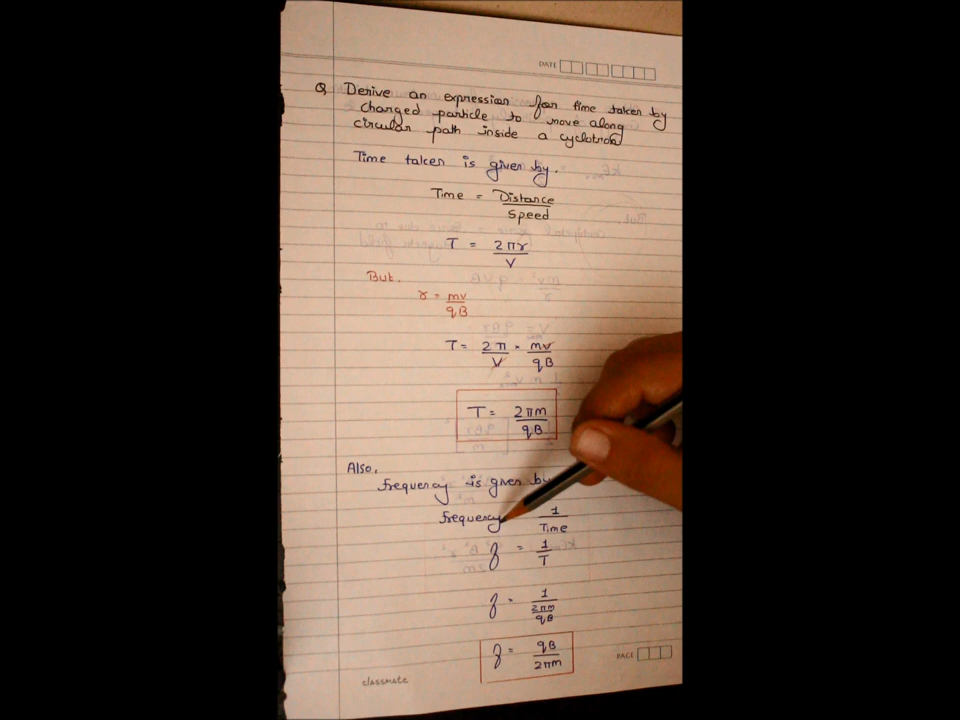 DATE
Q Derive an expression for time taken by
charged particle to move along
circular path inside a cyclotron
Time taken is given by.
Time = Distance / Speed
T = 2πr / V
But.
r = mv / qB
T = 2π / V × mv / qB
T = 2πm / qB
Also,
frequency is given by
frequency 1 / Time
f = 1 / T
f = 1 / 2πm / qB
f = qB / 2πm
PAGE
classmate